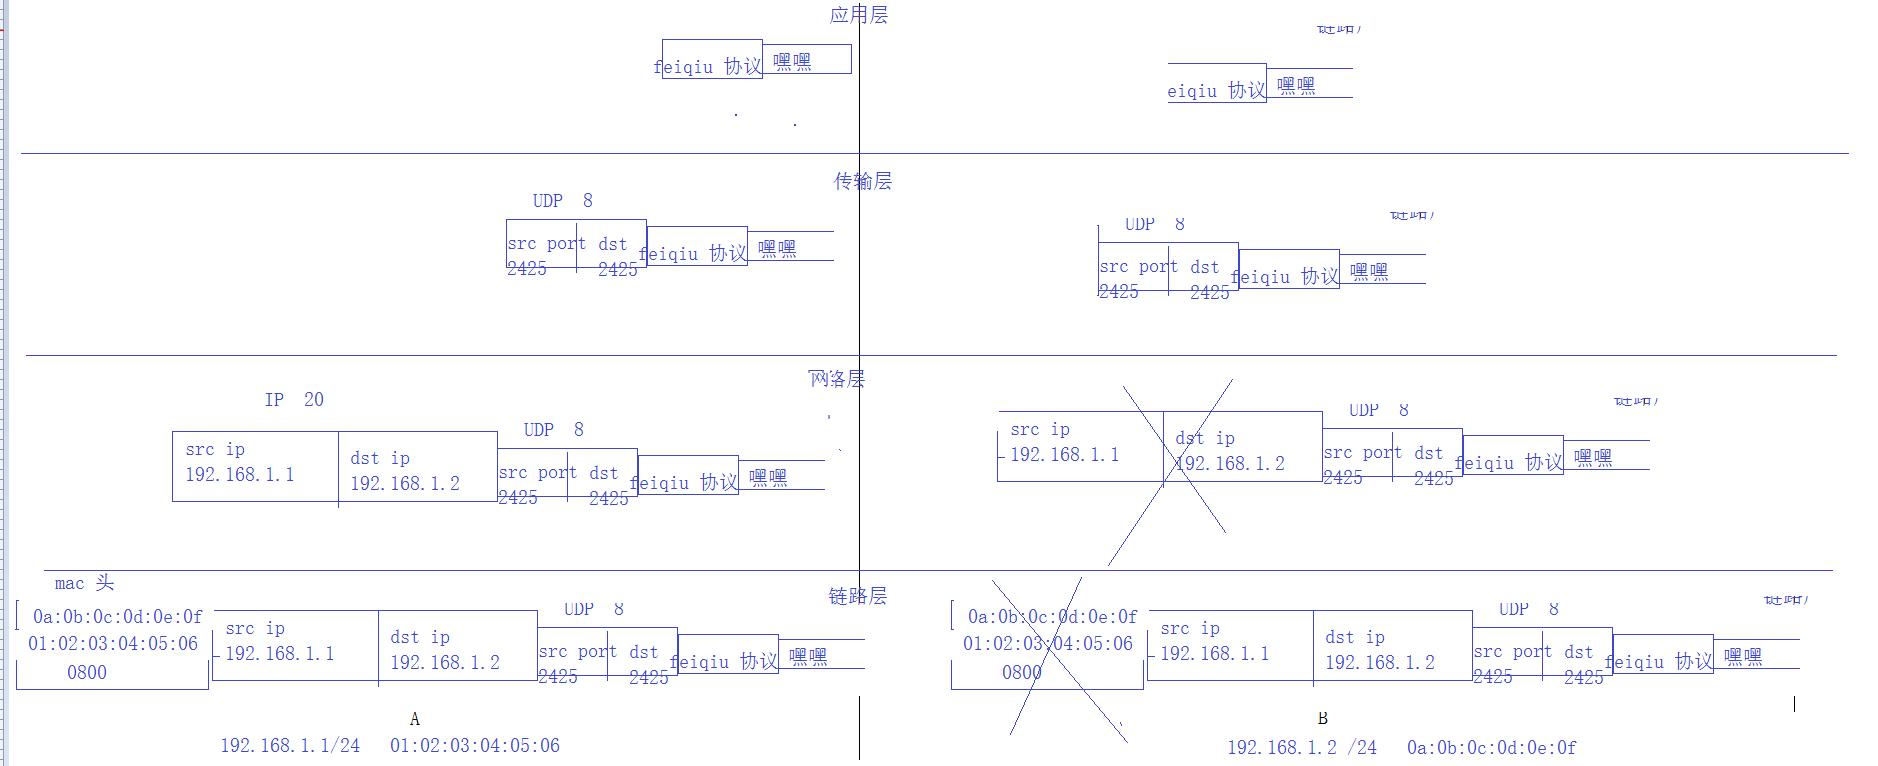 应用层
feiqiu 协议 嘿嘿
eiqiu 协议 嘿嘿
传输层
UDP 8
src port dst feiqiu 协议 嘿嘿
2425 2425
UDP 8
src port dst feiqiu 协议 嘿嘿
2425 2425
网络层
IP 20
UDP 8
src ip dst ip
192.168.1.1 192.168.1.2
src port dst feiqiu 协议 嘿嘿
2425 2425
UDP 8
src ip dst ip
192.168.1.1 192.168.1.2
src port dst feiqiu 协议 嘿嘿
2425 2425
链路层
mac 头
0a:0b:0c:0d:0e:0f
01:02:03:04:05:06
0800
UDP 8
src ip dst ip
192.168.1.1 192.168.1.2
src port dst feiqiu 协议 嘿嘿
2425 2425
0a:0b:0c:0d:0e:0f
01:02:03:04:05:06
0800
UDP 8
src ip dst ip
192.168.1.1 192.168.1.2
src port dst feiqiu 协议 嘿嘿
2425 2425
A
192.168.1.1/24 01:02:03:04:05:06
B
192.168.1.2 /24 0a:0b:0c:0d:0e:0f